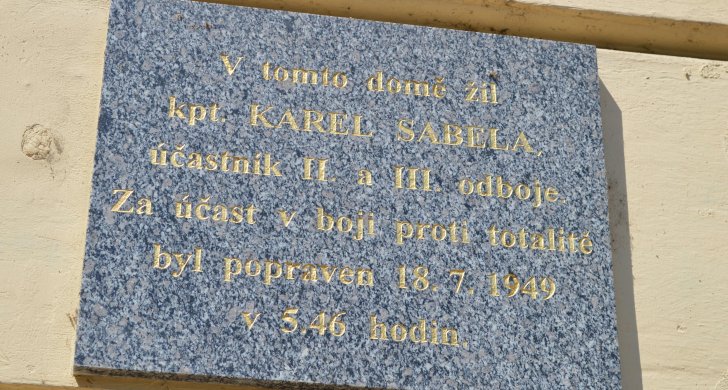 V tomto domě žil
kpt. KAREL SABELA,
účastník II. a III. odboje.
Za účast v boji proti totalitě
byl popraven 18. 7. 1949
v 5.46 hodin.